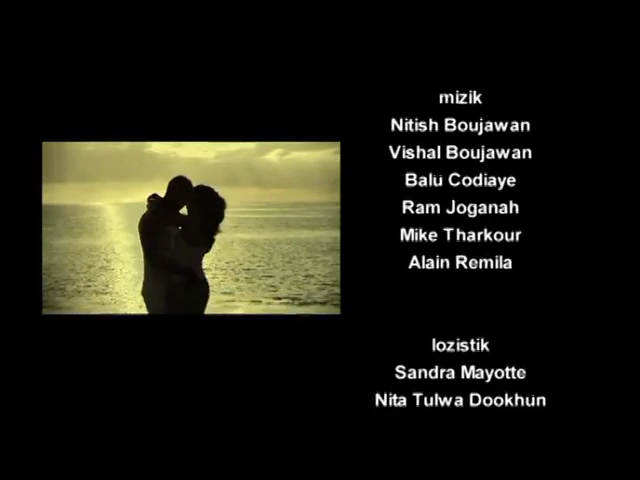 mizik
Nitish Boujawan
Vishal Boujawan
Balu Codiaye
Ram Joganah
Mike Tharkour
Alain Remila
lozistik
Sandra Mayotte
Nita Tulwa Dookhun